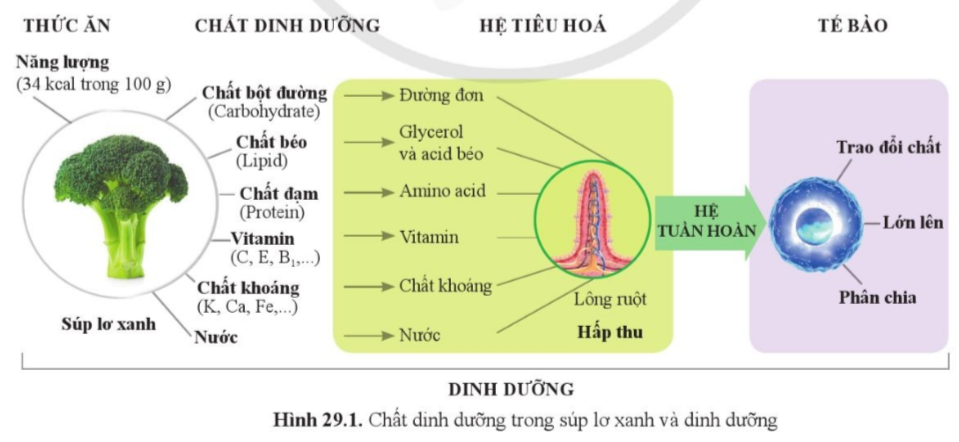 THỨC ĂN
CHẤT DINH DƯỠNG
HỆ TIÊU HOÁ
TẾ BÀO
Năng lượng
(34 kcal trong 100 g)
Chất bột đường
(Carbohydrate)
Chất béo
(Lipid)
Chất đạm
(Protein)
Vitamin
(C, E, B₁,...)
Chất khoáng
(K, Ca, Fe,...)
Nước
Súp lơ xanh
Đường đơn
Glycerol
và acid béo
Amino acid
Vitamin
Chất khoáng
Nước
Lông ruột
Hấp thu
HỆ
TUẦN HOÀN
Trao đổi chất
Lớn lên
Phân chia
DINH DƯỠNG
Hình 29.1. Chất dinh dưỡng trong súp lơ xanh và dinh dưỡng